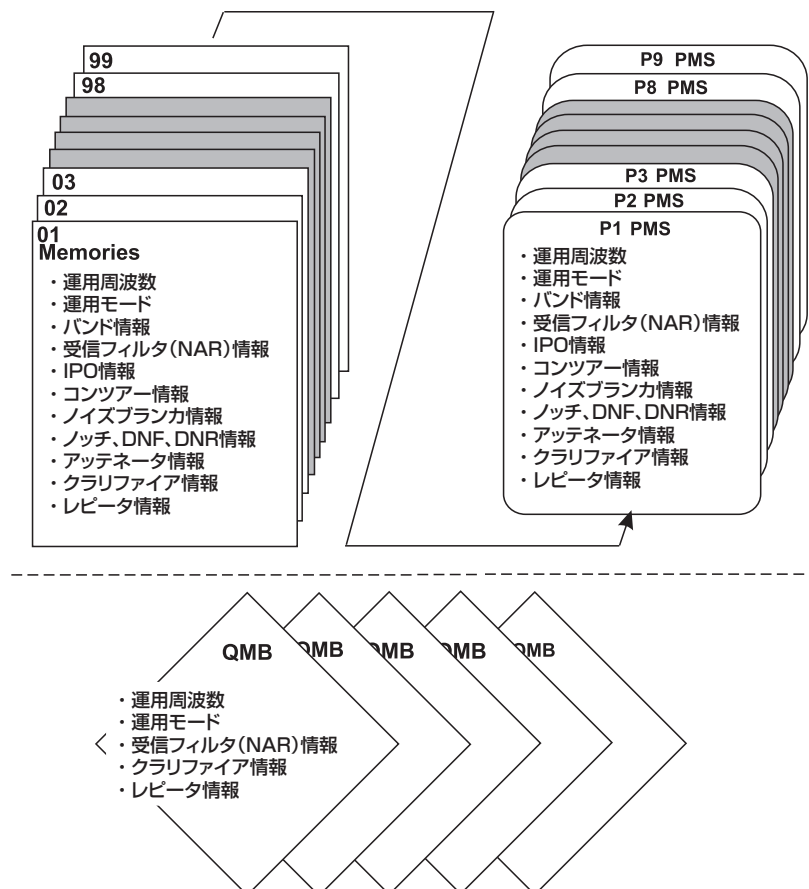 99
98
03
02
01
Memories
・運用周波数
・運用モード
・バンド情報
・受信フィルタ(NAR)情報
・IPO情報
・コンツアー情報
・ノイズブランカ情報
・ノッチ、DNF、DNR情報
・アッテネータ情報
・クラリファイア情報
・レピータ情報
P9 PMS
P8 PMS
P3 PMS
P2 PMS
P1 PMS
・運用周波数
・運用モード
・バンド情報
・受信フィルタ(NAR)情報
・IPO情報
・コンツアー情報
・ノイズブランカ情報
・ノッチ、DNF、DNR情報
・アッテネータ情報
・クラリファイア情報
・レピータ情報
QMB QMB QMB QMB QMB
・運用周波数
・運用モード
・受信フィルタ(NAR)情報
・クラリファイア情報
・レピータ情報